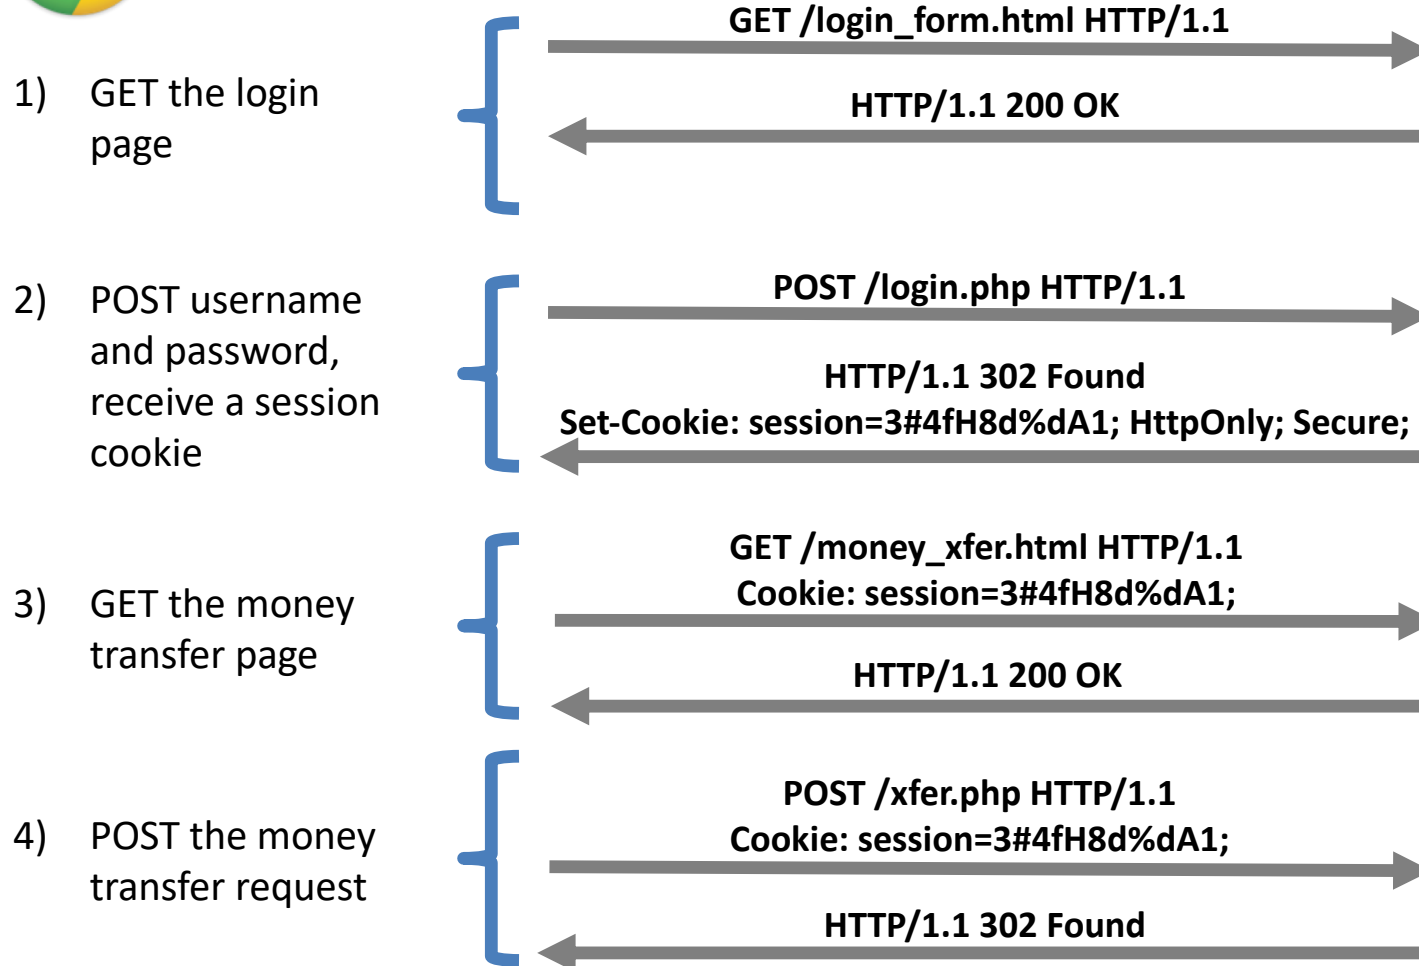 GET /login_form.html HTTP/1.1
1) GET the login
page
HTTP/1.1 200 OK
2) POST username
and password,
receive a session
cookie
POST /login.php HTTP/1.1
HTTP/1.1 302 Found
Set-Cookie: session=3#4fH8d%dA1; HttpOnly; Secure;
3) GET the money
transfer page
GET /money_xfer.html HTTP/1.1
Cookie: session=3#4fH8d%dA1;
HTTP/1.1 200 OK
4) POST the money
transfer request
POST /xfer.php HTTP/1.1
Cookie: session=3#4fH8d%dA1;
HTTP/1.1 302 Found